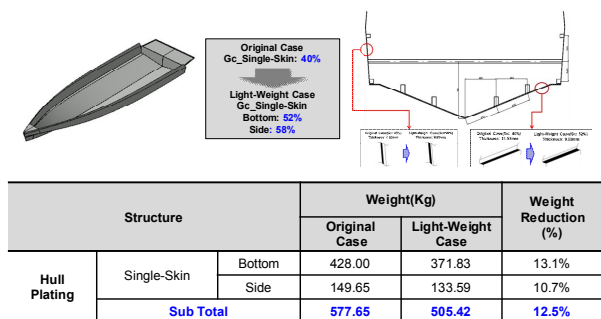 Original Case
Gc_Single-Skin: 40%
Light-Weight Case
Gc_Single-Skin
Bottom: 52%
Side: 58%
Structure
Weight(Kg)
Weight Reduction (%)
Original Case
Light-Weight Case
Hull Plating
Single-Skin
Bottom 428.00 371.83 13.1%
Side 149.65 133.59 10.7%
Sub Total 577.65 505.42 12.5%